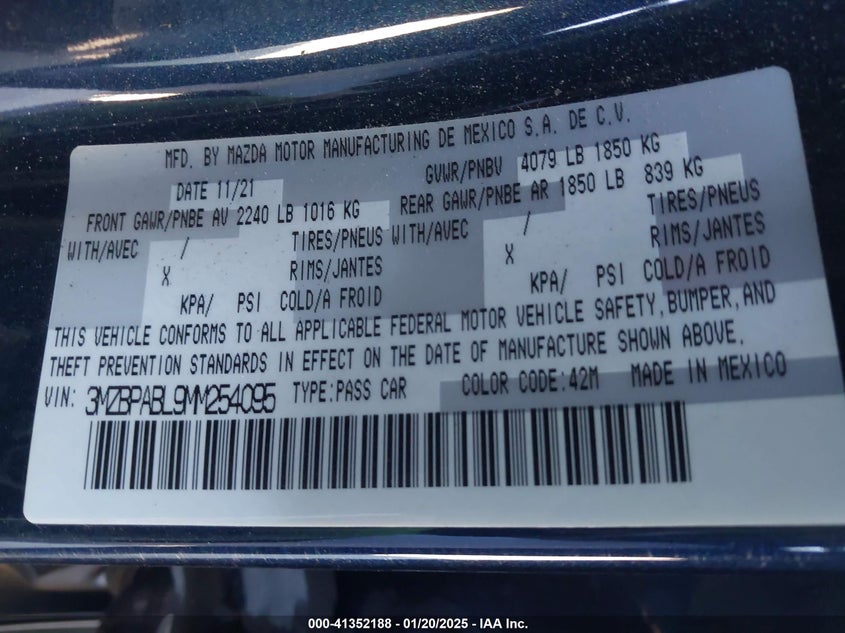 MFD. BY MAZDA MOTOR MANUFACTURING DE MEXICO S.A. DE C.V.
DATE 11/21 GVWR/PNBV 4079 LB 1850 KG
FRONT GAWR/PNBE AV 2240 LB 1016 KG REAR GAWR/PNBE AR 1850 LB 839 KG
WITH/AVEC / TIRES/PNEUS WITH/AVEC / TIRES/PNEUS
X RIMS/JANTES X RIMS/JANTES
KPA/ PSI COLD/A FROID KPA/ PSI COLD/A FROID
THIS VEHICLE CONFORMS TO ALL APPLICABLE FEDERAL MOTOR VEHICLE SAFETY, BUMPER, AND
THEFT PREVENTION STANDARDS IN EFFECT ON THE DATE OF MANUFACTURE SHOWN ABOVE.
VIN: 3MZBPABL9MM254095 TYPE:PASS CAR COLOR CODE:42M MADE IN MEXICO
000-41352188 - 01/20/2025 - IAA Inc.